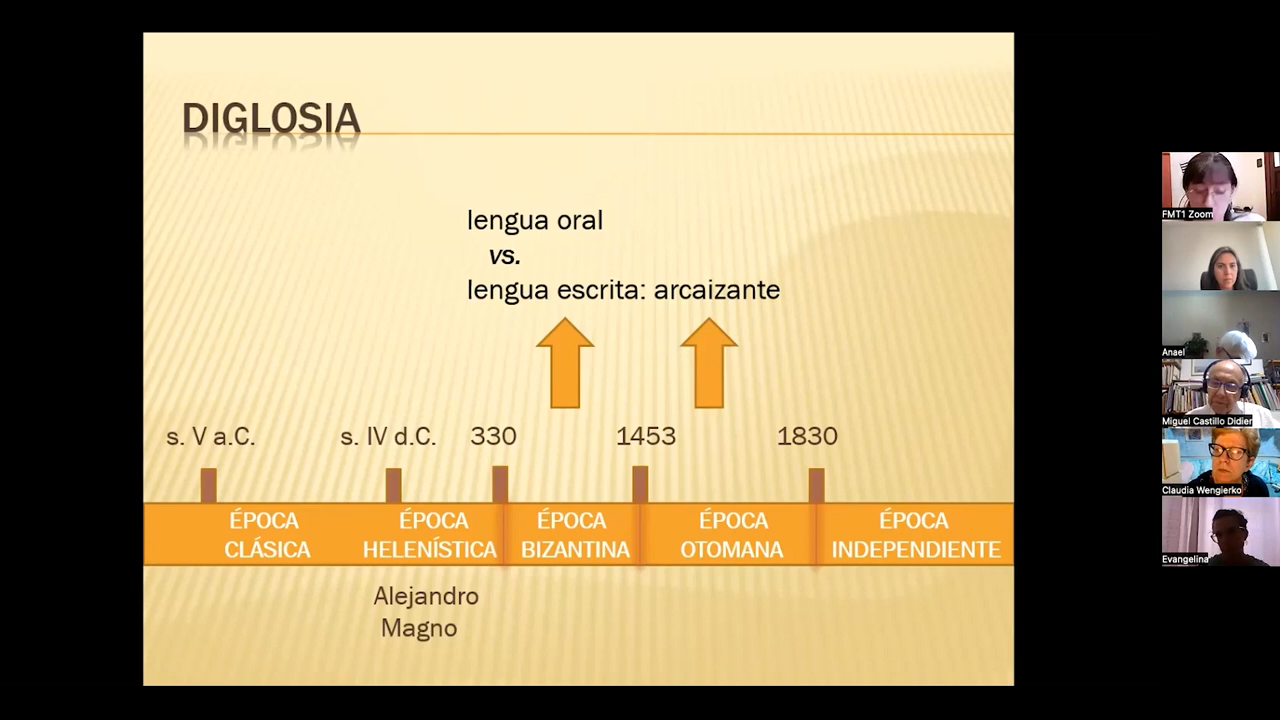 DIGLOSIA
lengua oral
vs.
lengua escrita: arcaizante
s. V a.C.
s. IV d.C.
330
1453
1830
ÉPOCA
CLÁSICA
ÉPOCA
HELENÍSTICA
ÉPOCA
BIZANTINA
ÉPOCA
OTOMANA
ÉPOCA
INDEPENDIENTE
Alejandro
Magno
FMT1 Zoom
Anael
Miguel Castillo Didier
Claudia Wengierko
Evangelina